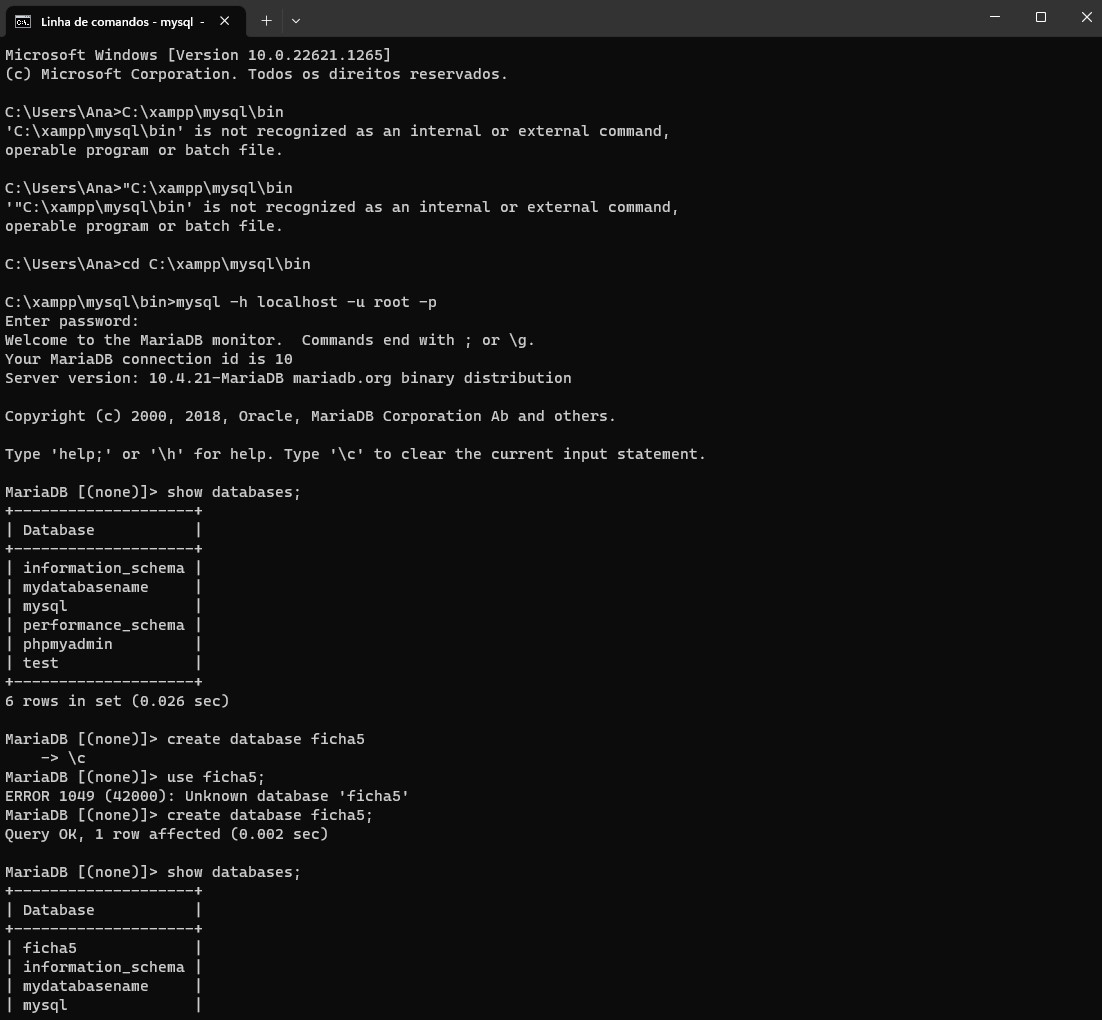 Linha de comandos - mysql -
Microsoft Windows [Version 10.0.22621.1265]
(c) Microsoft Corporation. Todos os direitos reservados.
C:\Users\Ana>C:\xampp\mysql\bin
'C:\xampp\mysql\bin' is not recognized as an internal or external command,
operable program or batch file.
C:\Users\Ana>"C:\xampp\mysql\bin
'"C:\xampp\mysql\bin' is not recognized as an internal or external command,
operable program or batch file.
C:\Users\Ana>cd C:\xampp\mysql\bin
C:\xampp\mysql\bin>mysql -h localhost -u root -p
Enter password:
Welcome to the MariaDB monitor.  Commands end with ; or \g.
Your MariaDB connection id is 10
Server version: 10.4.21-MariaDB mariadb.org binary distribution
Copyright (c) 2000, 2018, Oracle, MariaDB Corporation Ab and others.
Type 'help;' or '\h' for help. Type '\c' to clear the current input statement.
MariaDB [(none)]> show databases;
+--------------------+
| Database           |
+--------------------+
| information_schema |
| mydatabasename     |
| mysql              |
| performance_schema |
| phpmyadmin         |
| test               |
+--------------------+
6 rows in set (0.026 sec)
MariaDB [(none)]> create database ficha5
    -> \c
MariaDB [(none)]> use ficha5;
ERROR 1049 (42000): Unknown database 'ficha5'
MariaDB [(none)]> create database ficha5;
Query OK, 1 row affected (0.002 sec)
MariaDB [(none)]> show databases;
+--------------------+
| Database           |
+--------------------+
| ficha5             |
| information_schema |
| mydatabasename     |
| mysql              |